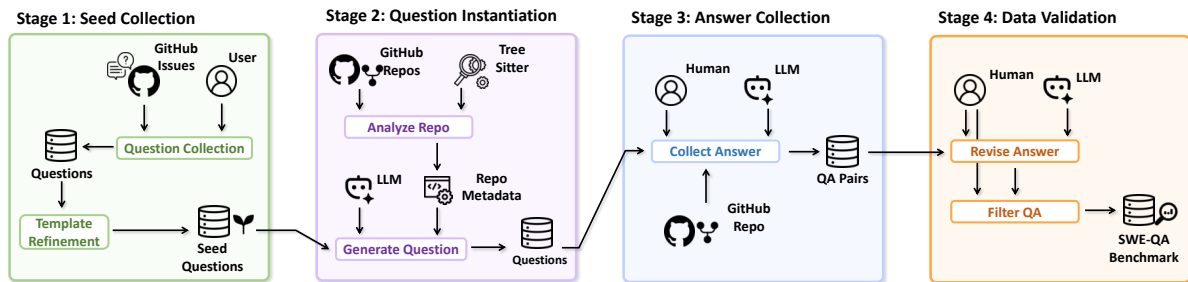 Stage 1: Seed Collection
GitHub
Issues
User
Question Collection
Questions
Template
Refinement
Seed
Questions
Stage 2: Question Instantiation
GitHub
Repos
Tree
Sitter
Analyze Repo
LLM
Repo
Metadata
Generate Question
Questions
Stage 3: Answer Collection
Human
LLM
Collect Answer
QA Pairs
GitHub
Repo
Stage 4: Data Validation
Human
LLM
Revise Answer
Filter QA
SWE-QA
Benchmark